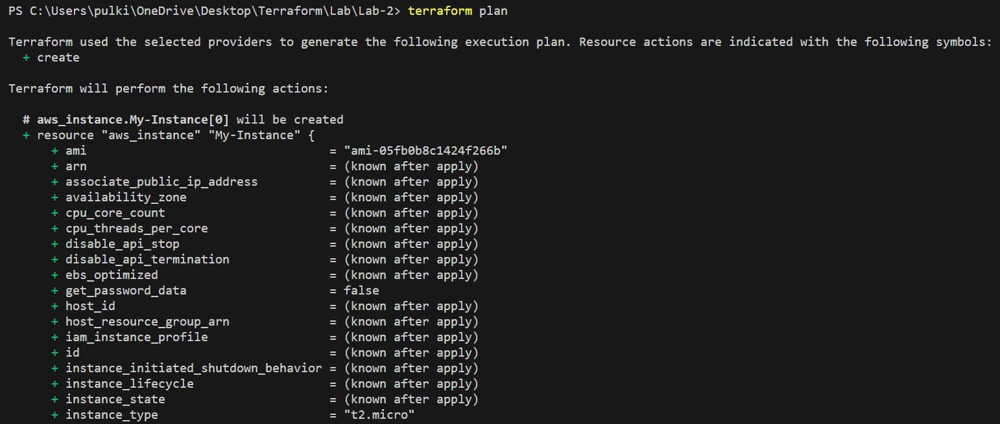 PS C:\Users\pulki\OneDrive\Desktop\Terraform\Lab\Lab-2> terraform plan
Terraform used the selected providers to generate the following execution plan. Resource actions are indicated with the following symbols:
+ create
Terraform will perform the following actions:
# aws_instance.My-Instance[0] will be created
+ resource "aws_instance" "My-Instance" {
+ ami = "ami-05fb0b8c1424f266b"
+ arn = (known after apply)
+ associate_public_ip_address = (known after apply)
+ availability_zone = (known after apply)
+ cpu_core_count = (known after apply)
+ cpu_threads_per_core = (known after apply)
+ disable_api_stop = (known after apply)
+ disable_api_termination = (known after apply)
+ ebs_optimized = (known after apply)
+ get_password_data = false
+ host_id = (known after apply)
+ host_resource_group_arn = (known after apply)
+ iam_instance_profile = (known after apply)
+ id = (known after apply)
+ instance_initiated_shutdown_behavior = (known after apply)
+ instance_lifecycle = (known after apply)
+ instance_state = (known after apply)
+ instance_type = "t2.micro"